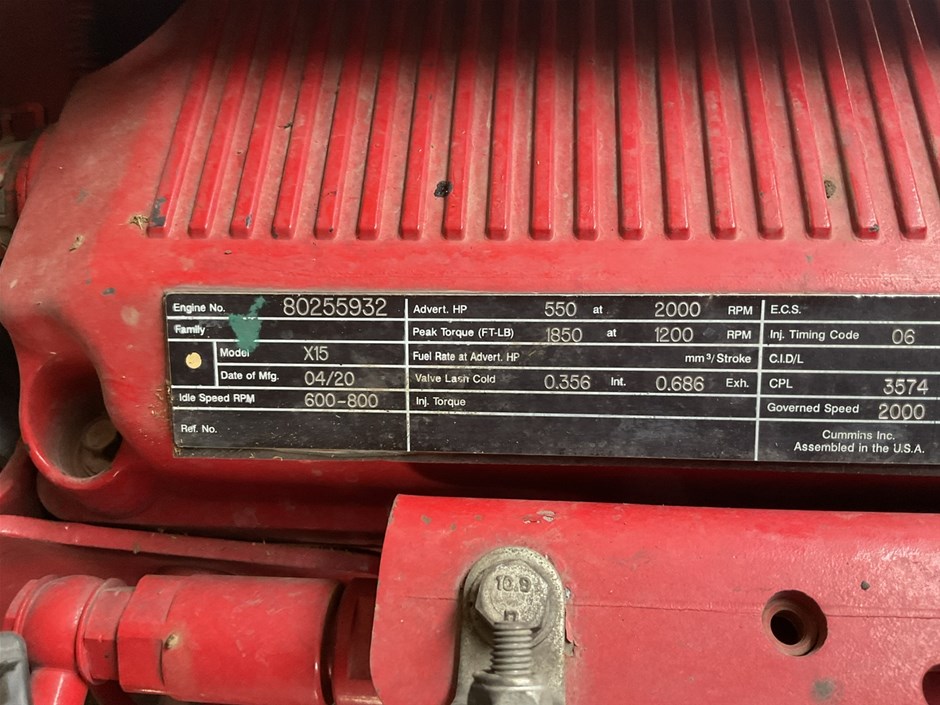 Engine No. 80255932
Family
Model X15
Date of Mfg. 04/20
Idle Speed RPM 600-800
Ref. No.
Advert. HP 550 at 2000 RPM
Peak Torque (FT-LB) 1850 at 1200 RPM
Fuel Rate at Advert. HP mm³/Stroke
Valve Lash Cold 0.356 Int. 0.686 Exh.
Inj. Torque
E.C.S.
Inj. Timing Code 06
C.I.D/L
CPL 3574
Governed Speed 2000
Cummins Inc.
Assembled in the U.S.A.
10.9